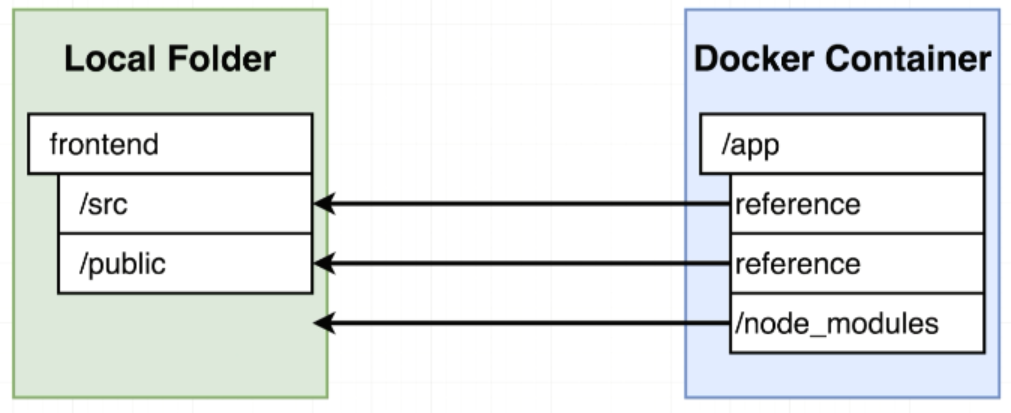 Local Folder
frontend
/src
/public
Docker Container
/app
reference
reference
/node_modules